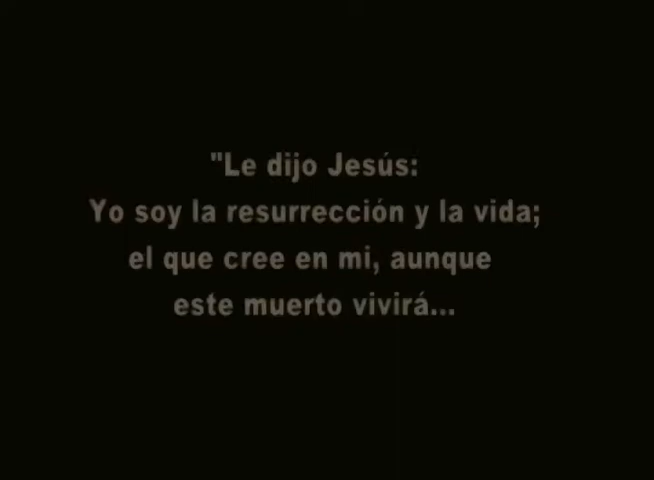 "Le dijo Jesús:
Yo soy la resurrección y la vida;
el que cree en mi, aunque
este muerto vivirá...